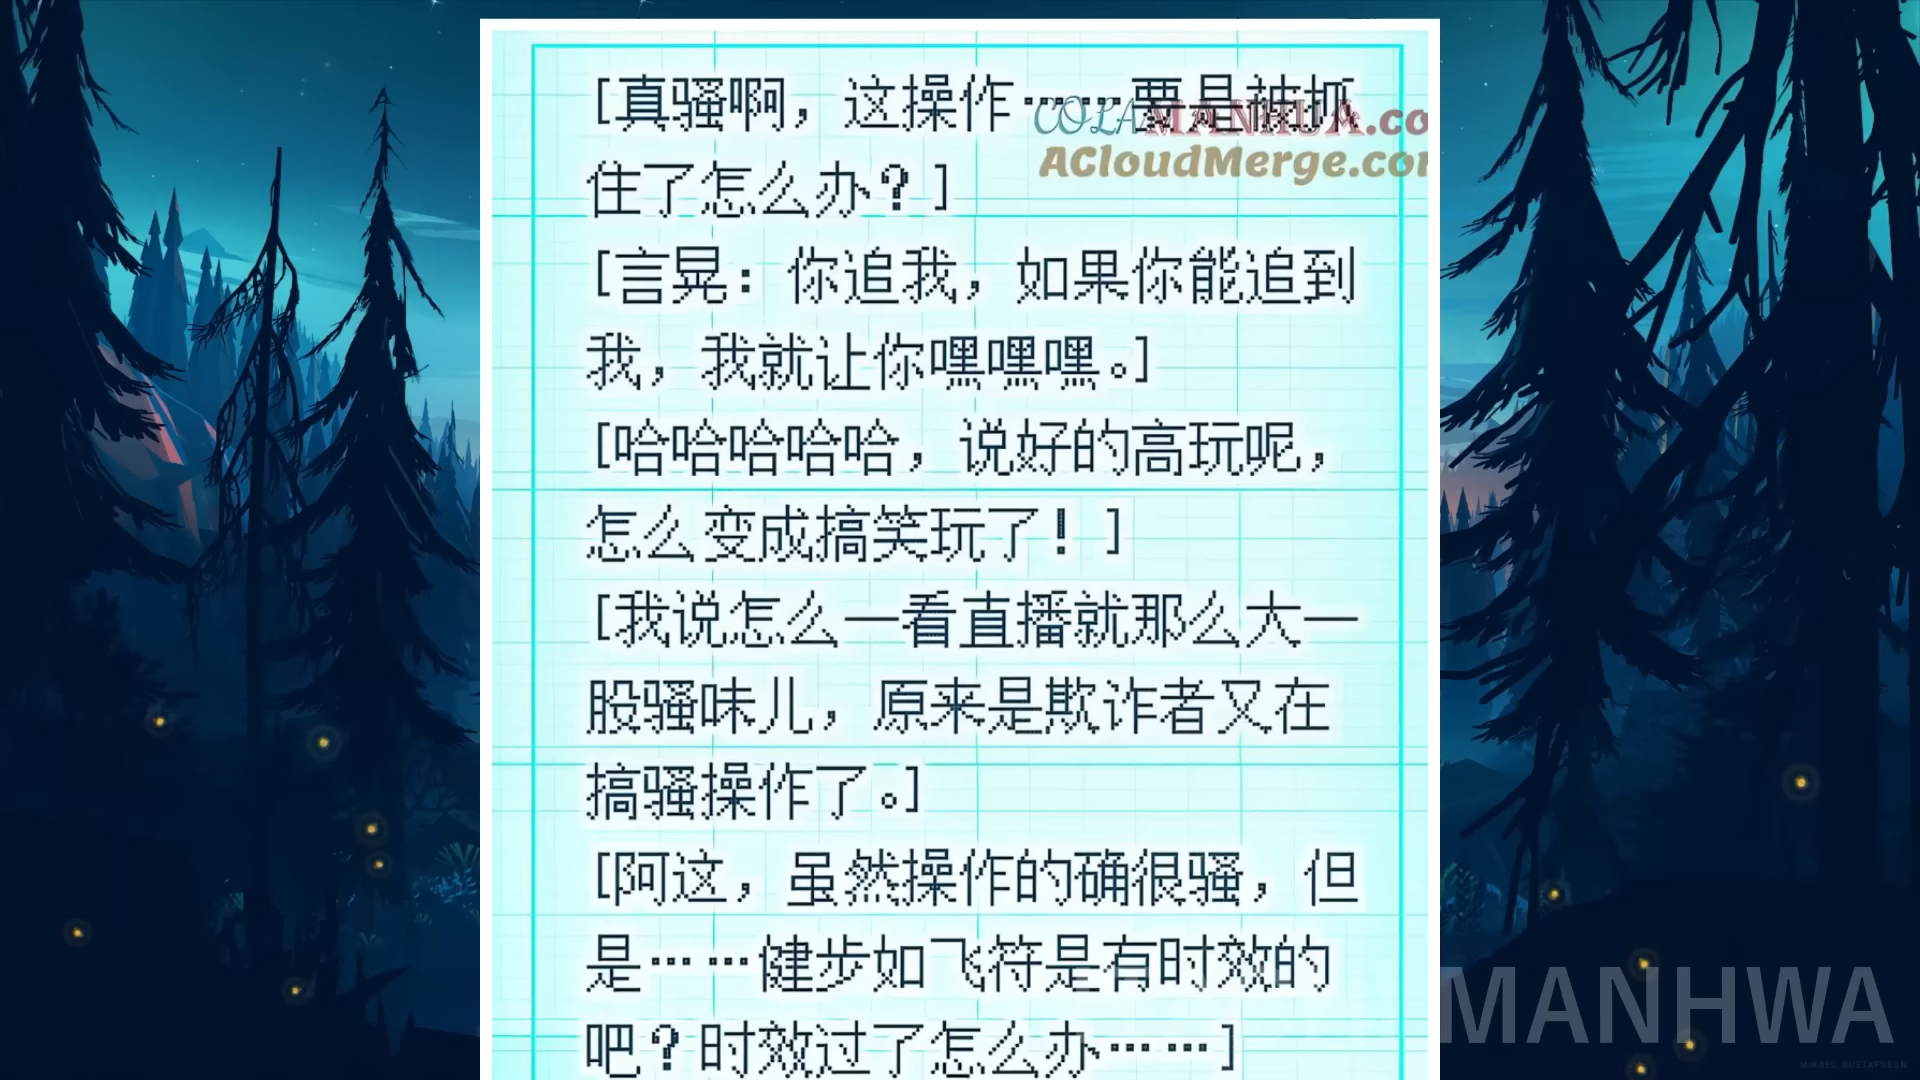 [真骚啊，这操作……要是被抓
COLAMANHUA.co
ACloudMerge.co
住了怎么办？]
[言晃：你追我，如果你能追到
我，我就让你嘿嘿嘿。]
[哈哈哈哈哈，说好的高玩呢，
怎么变成搞笑玩了！]
[我说怎么一看直播就那么大一
股骚味儿，原来是欺诈者又在
搞骚操作了。]
[阿这，虽然操作的确很骚，但
是……健步如飞符是有时效的
吧？时效过了怎么办……]
MANHWA
MIKAEL GUSTAFSSON